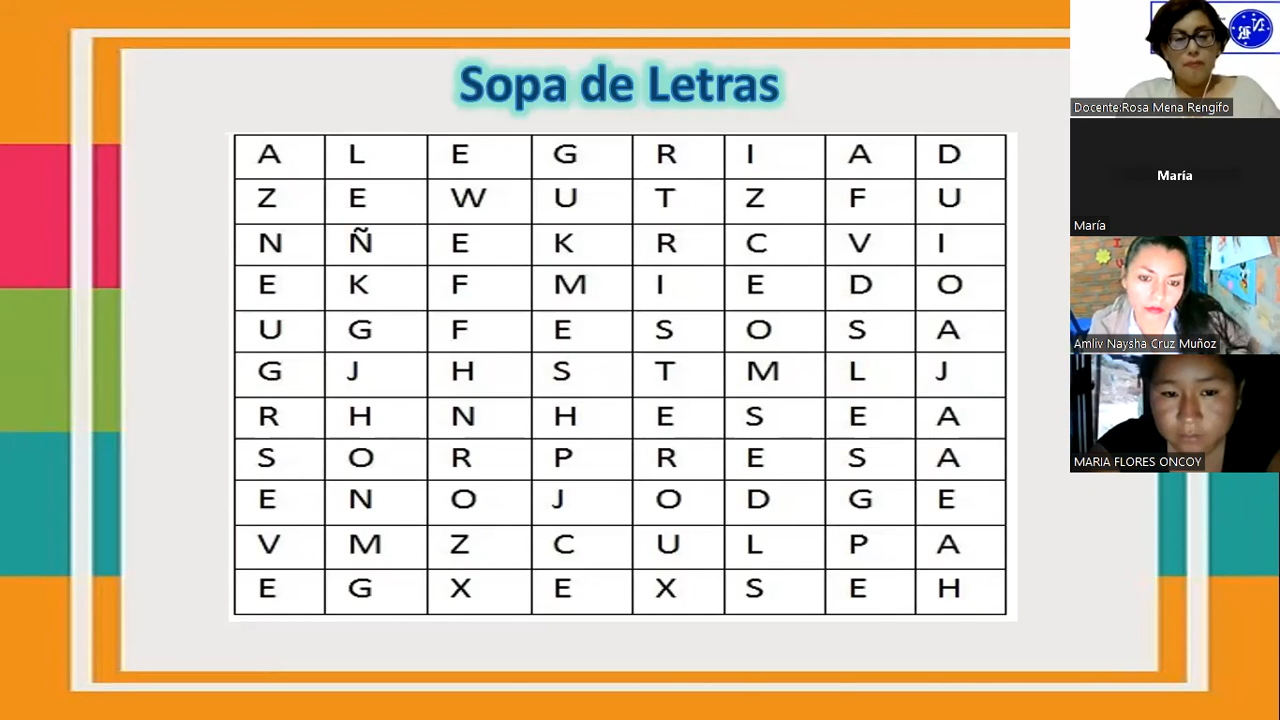 Sopa de Letras
A L E G R I A D
Z E W U T Z F U
N Ñ E K R C V I
E K F M I E D O
U G F E S O S A
G J H S T M L J
R H N H E S E A
S O R P R E S A
E N O J O D G E
V M Z C U L P A
E G X E X S E H
Docente:Rosa Mena Rengifo
María
María
Amliv Naysha Cruz Muñoz
MARIA FLORES ONCOY